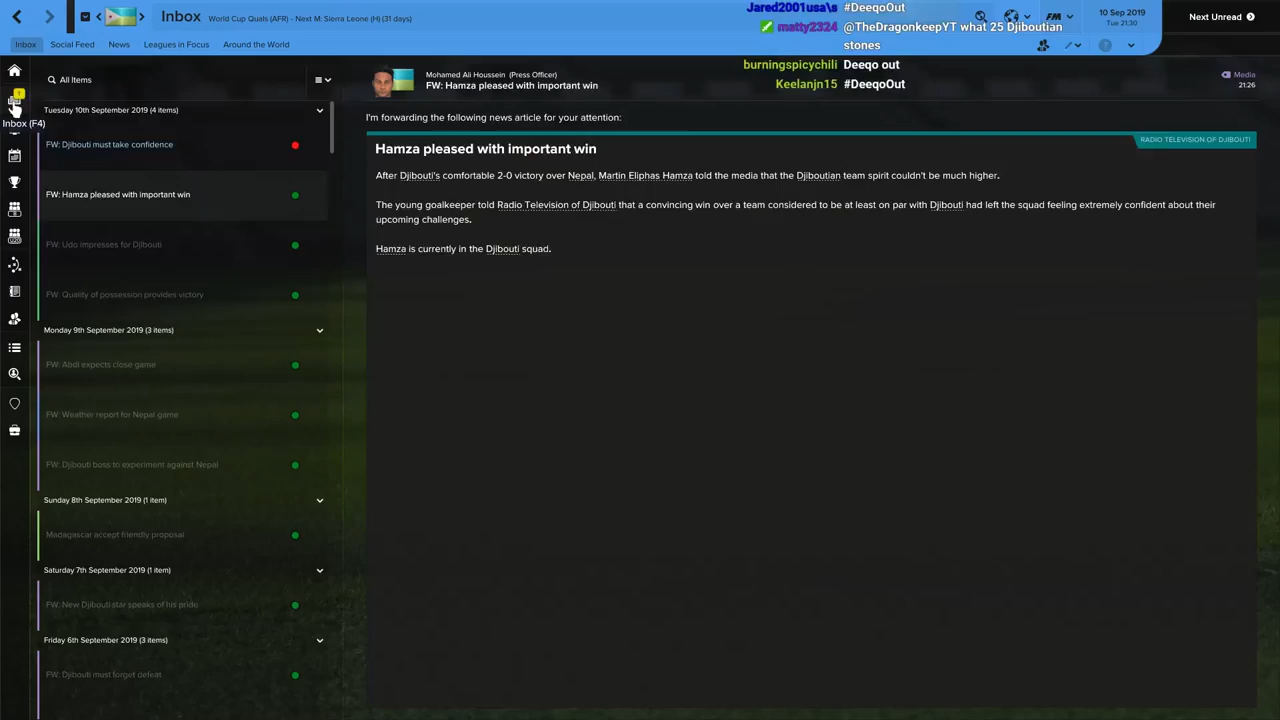 Inbox
World Cup Quals (AFR) - Next M: Sierra Leone (H) (31 days)
Jared2001usa\s #DeeqoOut
matty2324 @TheDragonkeepYT what 25 Djiboutian
stones
burningspicychili Deeqo out
Keelanjn15 #DeeqoOut
FM
10 Sep 2019
Tue 21:30
Next Unread
Inbox
Social Feed
News
Leagues in Focus
Around the World
All Items
Inbox (F4)
Tuesday 10th September 2019 (4 items)
FW: Djibouti must take confidence
FW: Hamza pleased with important win
FW: Udo impresses for Djibouti
FW: Quality of possession provides victory
Monday 9th September 2019 (3 items)
FW: Abdi expects close game
FW: Weather report for Nepal game
FW: Djibouti boss to experiment against Nepal
Sunday 8th September 2019 (1 item)
Madagascar accept friendly proposal
Saturday 7th September 2019 (1 item)
FW: New Djibouti star speaks of his pride
Friday 6th September 2019 (3 items)
FW: Djibouti must forget defeat
Mohamed Ali Houssein (Press Officer)
FW: Hamza pleased with important win
Media
21:26
I'm forwarding the following news article for your attention:
RADIO TELEVISION OF DJIBOUTI
Hamza pleased with important win
After Djibouti's comfortable 2-0 victory over Nepal, Martin Eliphas Hamza told the media that the Djiboutian team spirit couldn't be much higher.
The young goalkeeper told Radio Television of Djibouti that a convincing win over a team considered to be at least on par with Djibouti had left the squad feeling extremely confident about their
upcoming challenges.
Hamza is currently in the Djibouti squad.